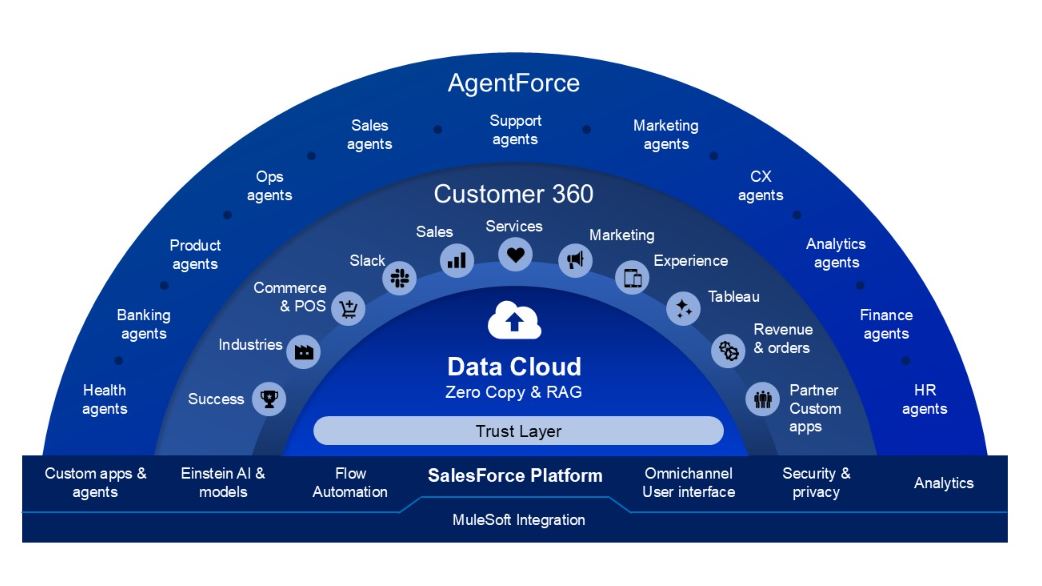 AgentForce
Health
agents
Banking
agents
Product
agents
Ops
agents
Sales
agents
Support
agents
Marketing
agents
CX
agents
Analytics
agents
Finance
agents
HR
agents
Customer 360
Success
Industries
Commerce
& POS
Slack
Sales
Services
Marketing
Experience
Tableau
Revenue
& orders
Partner
Custom
apps
Data Cloud
Zero Copy & RAG
Trust Layer
Custom apps &
agents
Einstein AI &
models
Flow
Automation
SalesForce Platform
Omnichannel
User interface
Security &
privacy
Analytics
MuleSoft Integration